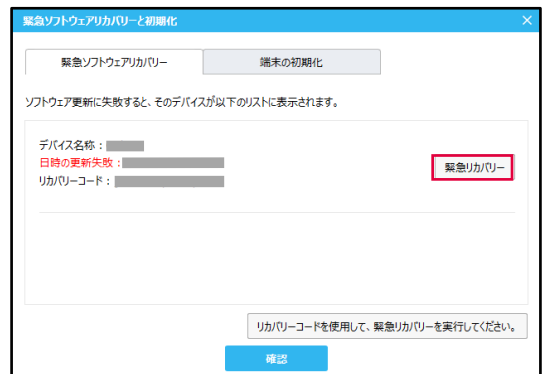 緊急ソフトウェアリカバリーと初期化
緊急ソフトウェアリカバリー
端末の初期化
ソフトウェア更新に失敗すると、そのデバイスが以下のリストに表示されます。
デバイス名称：
日時の更新失敗：
リカバリーコード：
緊急リカバリー
リカバリーコードを使用して、緊急リカバリーを実行してください。
確認